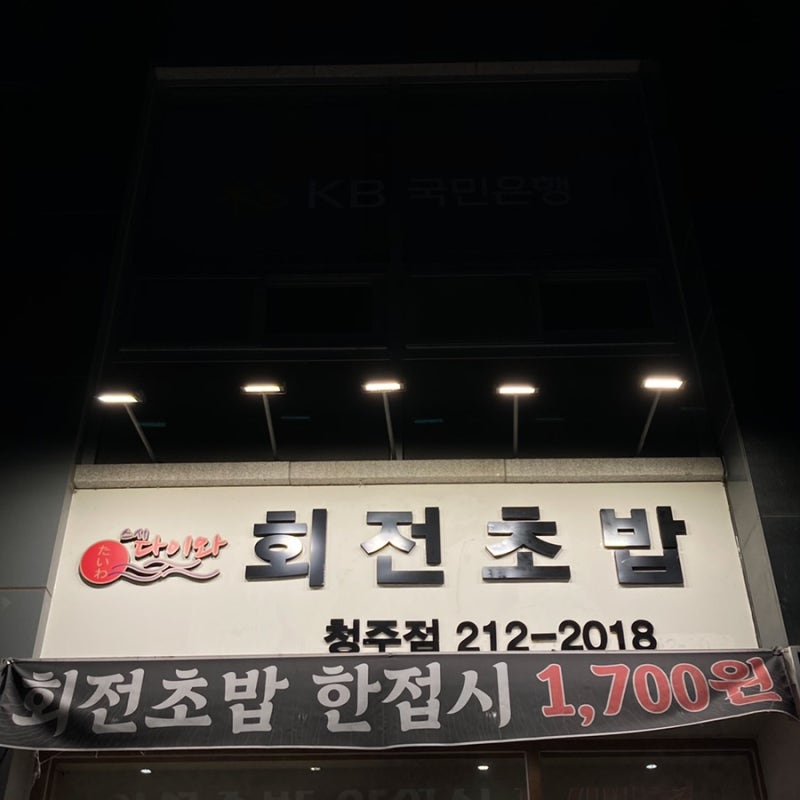 KB 국민은행
스시 다이와
たいわ
회전초밥
청주점 212-2018
회전초밥 한접시 1,700원